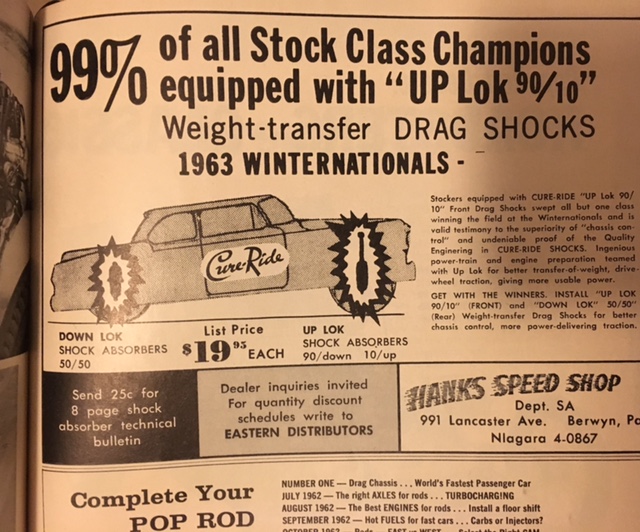 99% of all Stock Class Champions
equipped with "UP Lok 90/10"
Weight-transfer DRAG SHOCKS
1963 WINTERNATIONALS -
Stockers equipped with CURE-RIDE "UP Lok 90/
10" Front Drag Shocks swept all but one class
winning the field at the Winternationals and is
valid testimony to the superiority of "chassis con-
trol" and undeniable proof of the Quality
Enginering in CURE-RIDE SHOCKS. Ingenious
power-train and engine preparation teamed
with Up Lok for better transfer-of-weight, drive
wheel traction, giving more usable power.
GET WITH THE WINNERS. INSTALL "UP LOK
90/10" (FRONT) and "DOWN LOK" 50/50"
(Rear) Weight-transfer Drag Shocks for better
chassis control, more power-delivering traction.
Cure-Ride
DOWN LOK
SHOCK ABSORBERS
50/50
List Price
$19.95 EACH
UP LOK
SHOCK ABSORBERS
90/down 10/up
Send 25c for
8 page shock
absorber technical
bulletin
Dealer inquiries invited
For quantity discount
schedules write to
EASTERN DISTRIBUTORS
HANKS SPEED SHOP
Dept. SA
991 Lancaster Ave. Berwyn, Pa
NIagara 4-0867
Complete Your
POP ROD
NUMBER ONE — Drag Chassis . . . World's Fastest Passenger Car
JULY 1962 — The right AXLES for rods . . . TURBOCHARGING
AUGUST 1962 — The Best ENGINES for rods . . Install a floor shift
SEPTEMBER 1962 — Hot FUELS for fast cars . . . Carbs or Injectors?
OCTOBER 1962